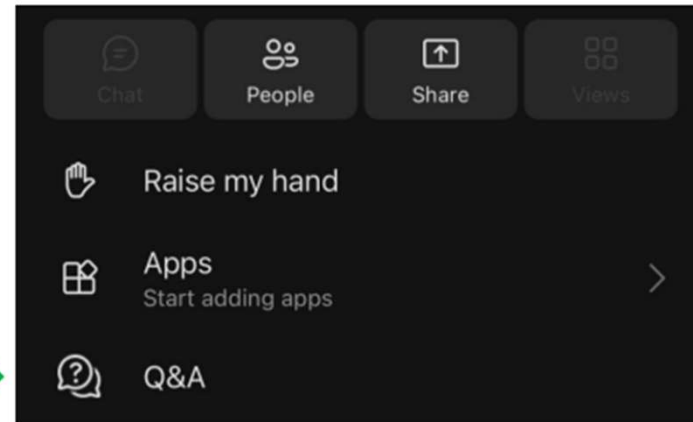 Chat
People
Share
Views
Raise my hand
Apps
Start adding apps
Q&A